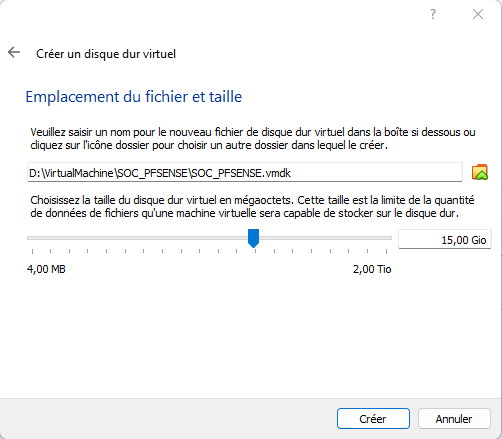 ?
Créer un disque dur virtuel
Emplacement du fichier et taille
Veuillez saisir un nom pour le nouveau fichier de disque dur virtuel dans la boîte si dessous ou
cliquez sur l'icône dossier pour choisir un autre dossier dans lequel le créer.
D:\VirtualMachine\SOC_PFSENSE\SOC_PFSENSE.vmdk
Choisissez la taille du disque dur virtuel en mégaoctets. Cette taille est la limite de la quantité
de données de fichiers qu'une machine virtuelle sera capable de stocker sur le disque dur.
15,00 Gio
4,00 MB 2,00 Tio
Créer Annuler